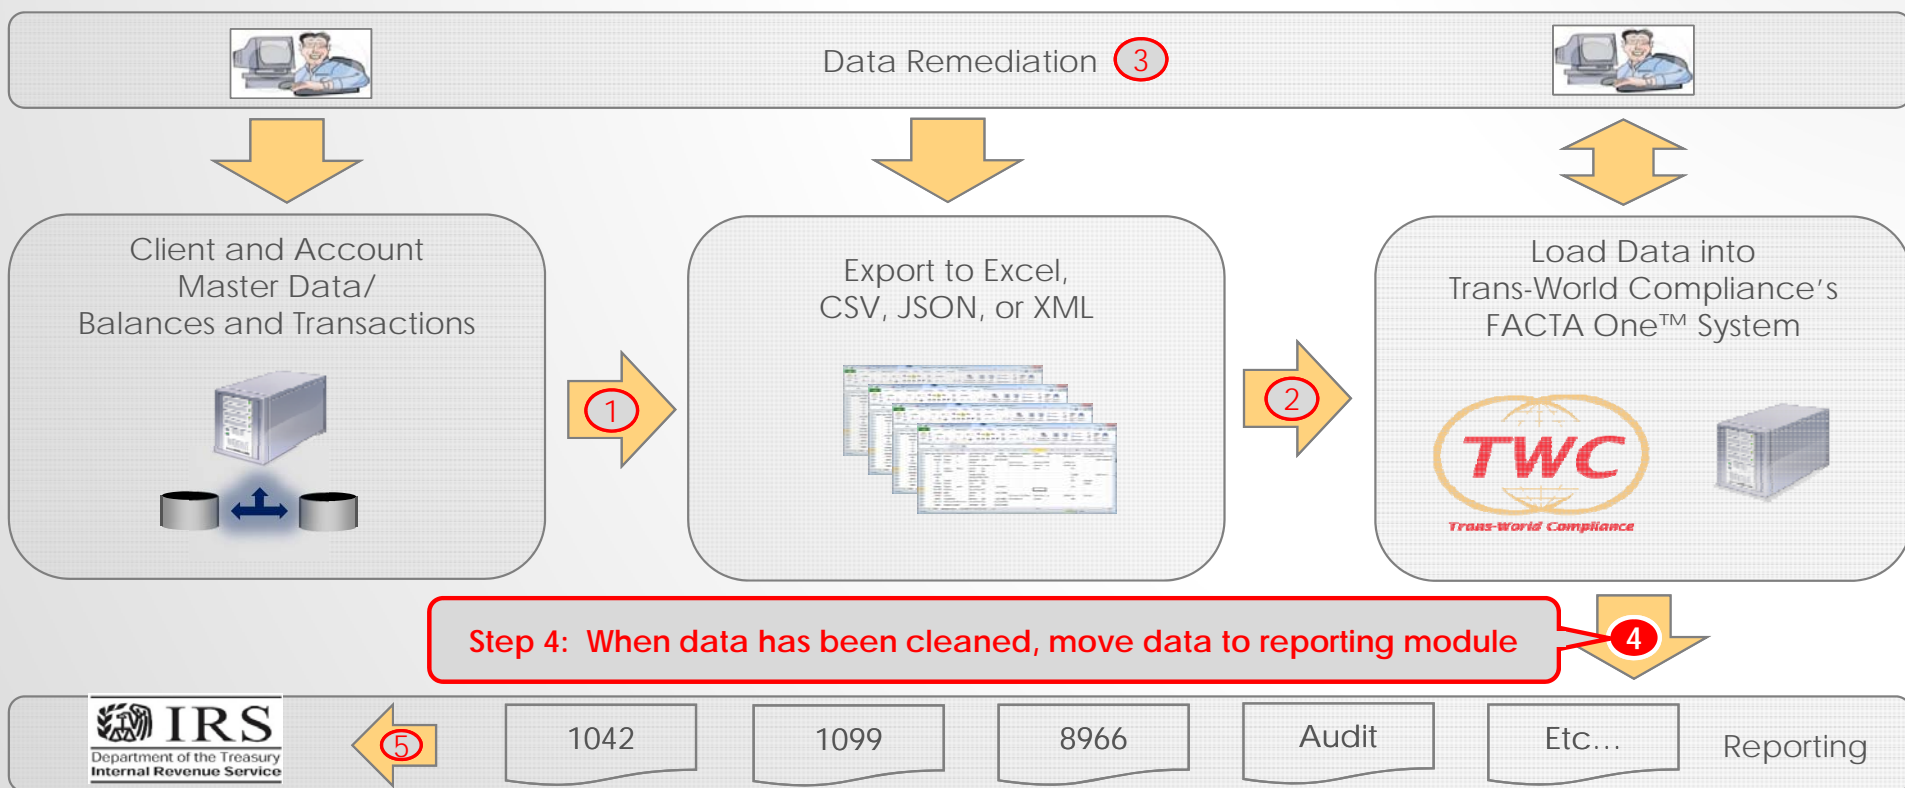 Data Remediation 3
Client and Account
Master Data/
Balances and Transactions
1
Export to Excel,
CSV, JSON, or XML
2
Load Data into
Trans-World Compliance's
FACTA One™ System
TWC
Trans-World Compliance
Step 4: When data has been cleaned, move data to reporting module
4
IRS
Department of the Treasury
Internal Revenue Service
5
1042
1099
8966
Audit
Etc...
Reporting